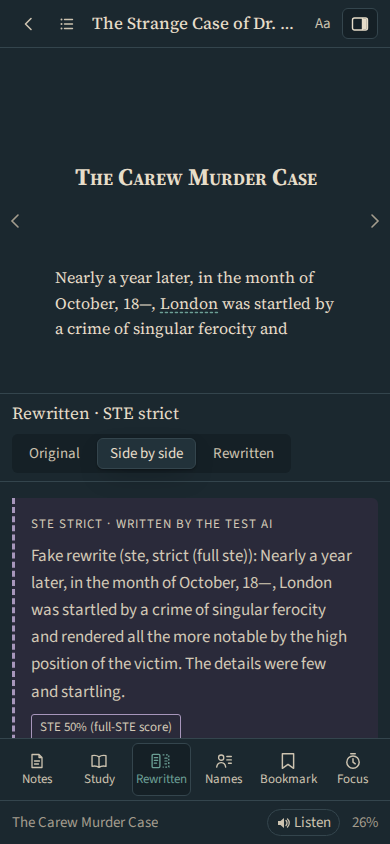 The Strange Case of Dr. ...
Aa
The Carew Murder Case
Nearly a year later, in the month of
October, 18—, London was startled by
a crime of singular ferocity and
Rewritten · STE strict
Original
Side by side
Rewritten
STE STRICT · WRITTEN BY THE TEST AI
Fake rewrite (ste, strict (full ste)): Nearly a year
later, in the month of October, 18—, London
was startled by a crime of singular ferocity
and rendered all the more notable by the high
position of the victim. The details were few
and startling.
STE 50% (full-STE score)
Notes
Study
Rewritten
Names
Bookmark
Focus
The Carew Murder Case
Listen
26%